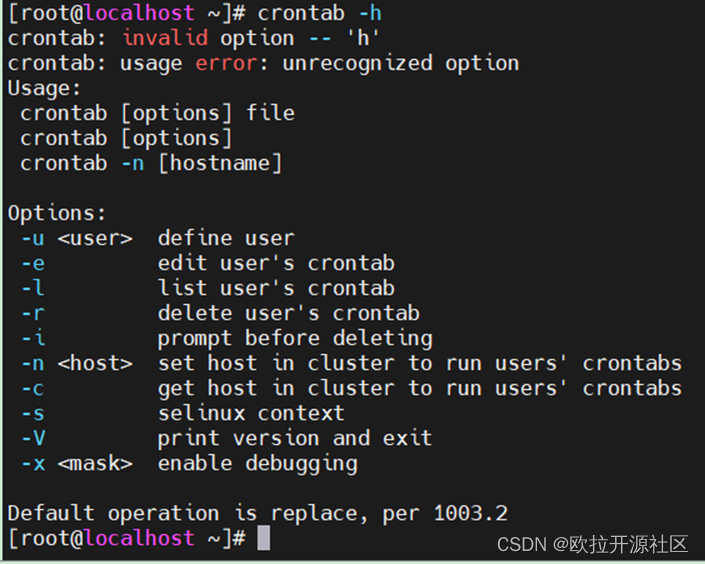 [root@localhost ~]# crontab -h
crontab: invalid option -- 'h'
crontab: usage error: unrecognized option
Usage:
 crontab [options] file
 crontab [options]
 crontab -n [hostname]

Options:
 -u <user>  define user
 -e         edit user's crontab
 -l         list user's crontab
 -r         delete user's crontab
 -i         prompt before deleting
 -n <host>  set host in cluster to run users' crontabs
 -c         get host in cluster to run users' crontabs
 -s         selinux context
 -V         print version and exit
 -x <mask>  enable debugging

Default operation is replace, per 1003.2
[root@localhost ~]#
CSDN @欧拉开源社区